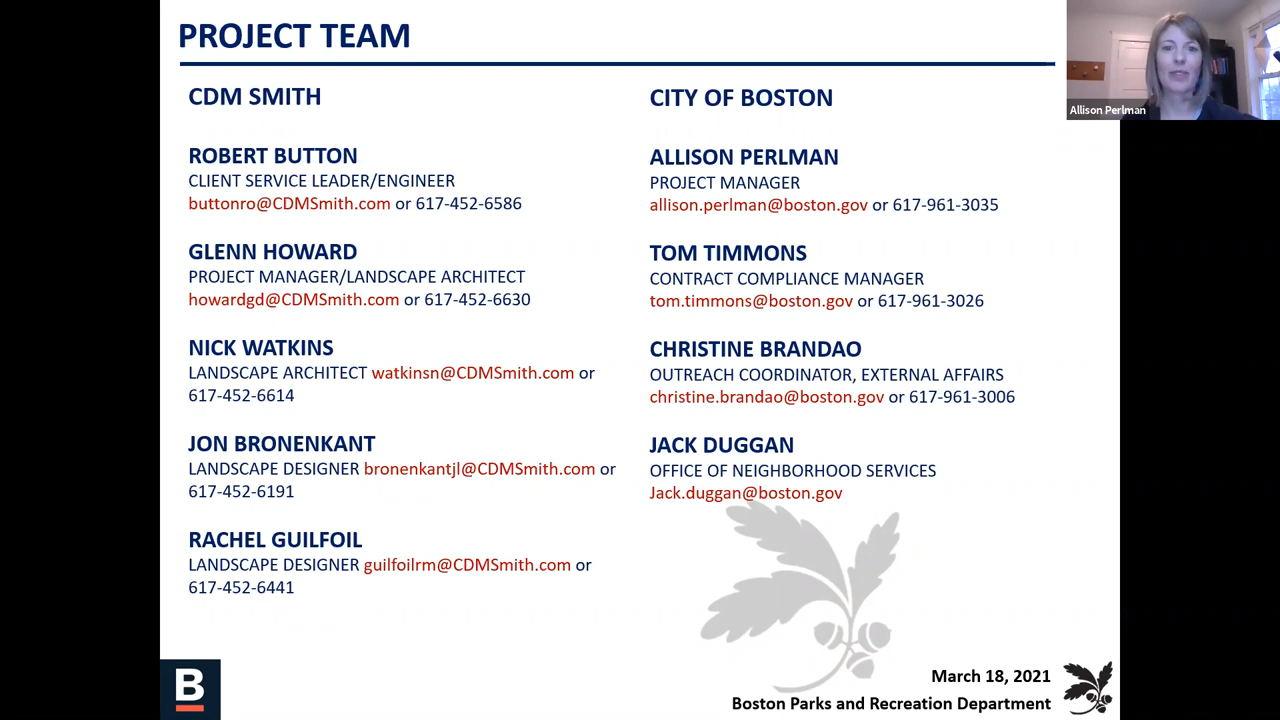 PROJECT TEAM
CDM SMITH
ROBERT BUTTON
CLIENT SERVICE LEADER/ENGINEER
buttonro@CDMSmith.com or 617-452-6586
GLENN HOWARD
PROJECT MANAGER/LANDSCAPE ARCHITECT
howardgd@CDMSmith.com or 617-452-6630
NICK WATKINS
LANDSCAPE ARCHITECT watkinsn@CDMSmith.com or
617-452-6614
JON BRONENKANT
LANDSCAPE DESIGNER bronenkantjl@CDMSmith.com or
617-452-6191
RACHEL GUILFOIL
LANDSCAPE DESIGNER guilfoilrm@CDMSmith.com or
617-452-6441
CITY OF BOSTON
ALLISON PERLMAN
PROJECT MANAGER
allison.perlman@boston.gov or 617-961-3035
TOM TIMMONS
CONTRACT COMPLIANCE MANAGER
tom.timmons@boston.gov or 617-961-3026
CHRISTINE BRANDAO
OUTREACH COORDINATOR, EXTERNAL AFFAIRS
christine.brandao@boston.gov or 617-961-3006
JACK DUGGAN
OFFICE OF NEIGHBORHOOD SERVICES
Jack.duggan@boston.gov
Allison Perlman
B
March 18, 2021
Boston Parks and Recreation Department